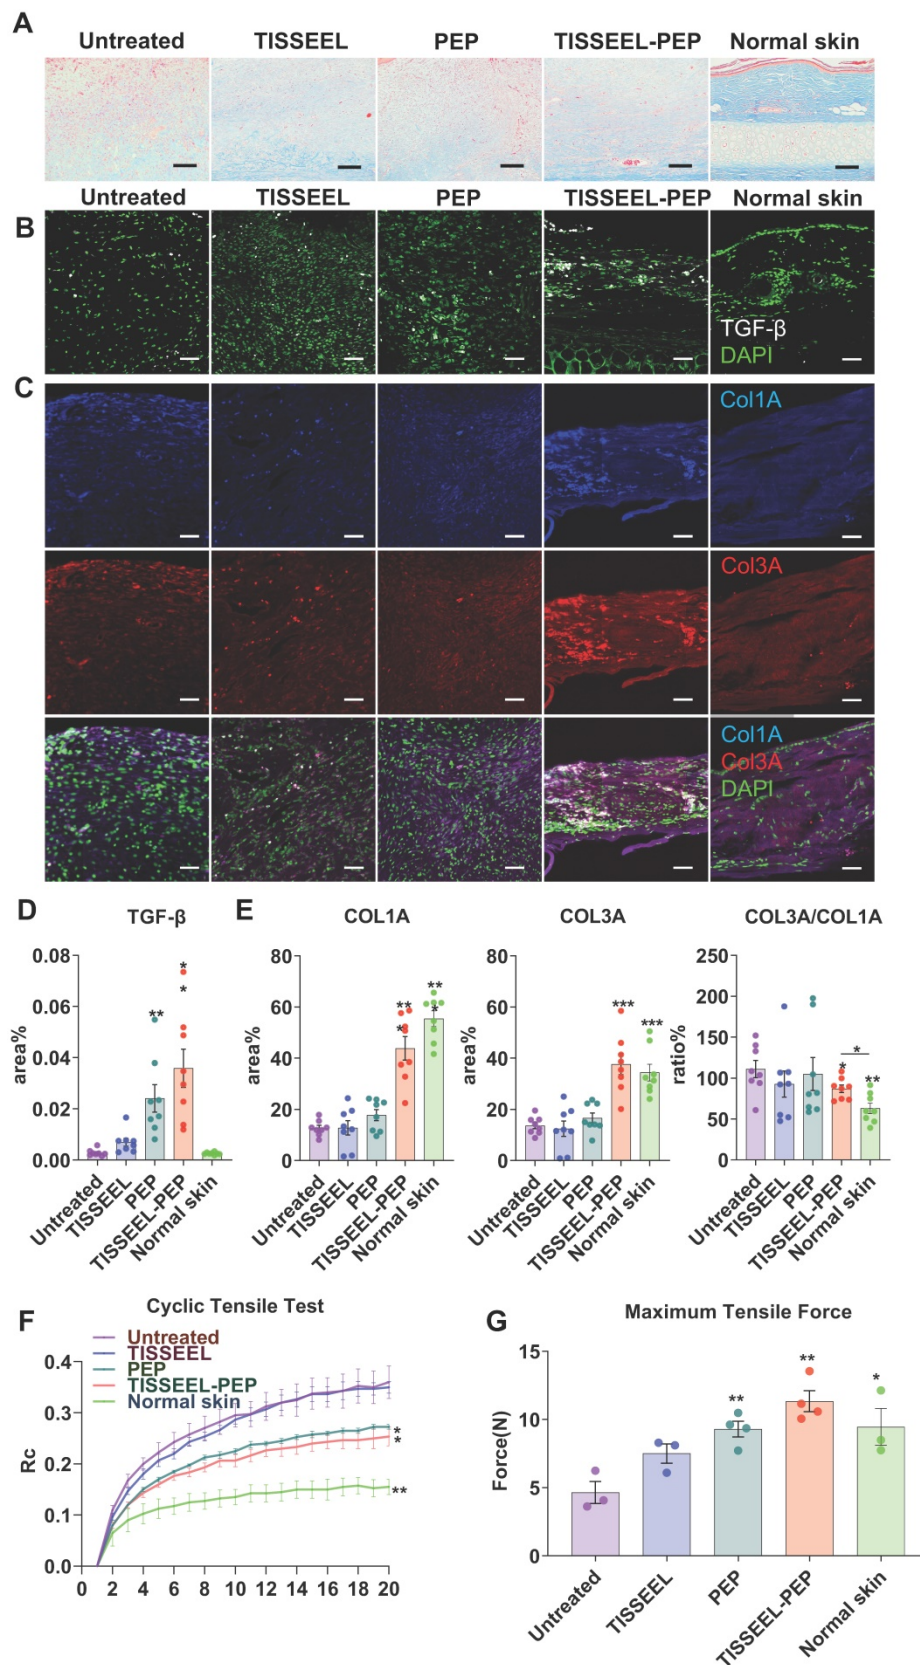 A
Untreated TISSEEL PEP TISSEEL-PEP Normal skin
Untreated TISSEEL PEP TISSEEL-PEP Normal skin
B
TGF-β
DAPI
C
Col1A
Col3A
Col1A
Col3A
DAPI
D
TGF-β
area%
0.08
0.06
0.04
0.02
0.00
**
*
*
Untreated
TISSEEL
PEP
TISSEEL-PEP
Normal skin
E
COL1A
area%
80
60
40
20
0
**
*
**
*
Untreated
TISSEEL
PEP
TISSEEL-PEP
Normal skin
COL3A
area%
80
60
40
20
0
***
***
Untreated
TISSEEL
PEP
TISSEEL-PEP
Normal skin
COL3A/COL1A
ratio%
250
200
150
100
50
0
*
*
**
Untreated
TISSEEL
PEP
TISSEEL-PEP
Normal skin
F
Cyclic Tensile Test
Untreated
TISSEEL
PEP
TISSEEL-PEP
Normal skin
Rc
0.4
0.3
0.2
0.1
0.0
*
*
**
0 2 4 6 8 10 12 14 16 18 20
G
Maximum Tensile Force
Force(N)
15
10
5
0
**
**
*
Untreated
TISSEEL
PEP
TISSEEL-PEP
Normal skin